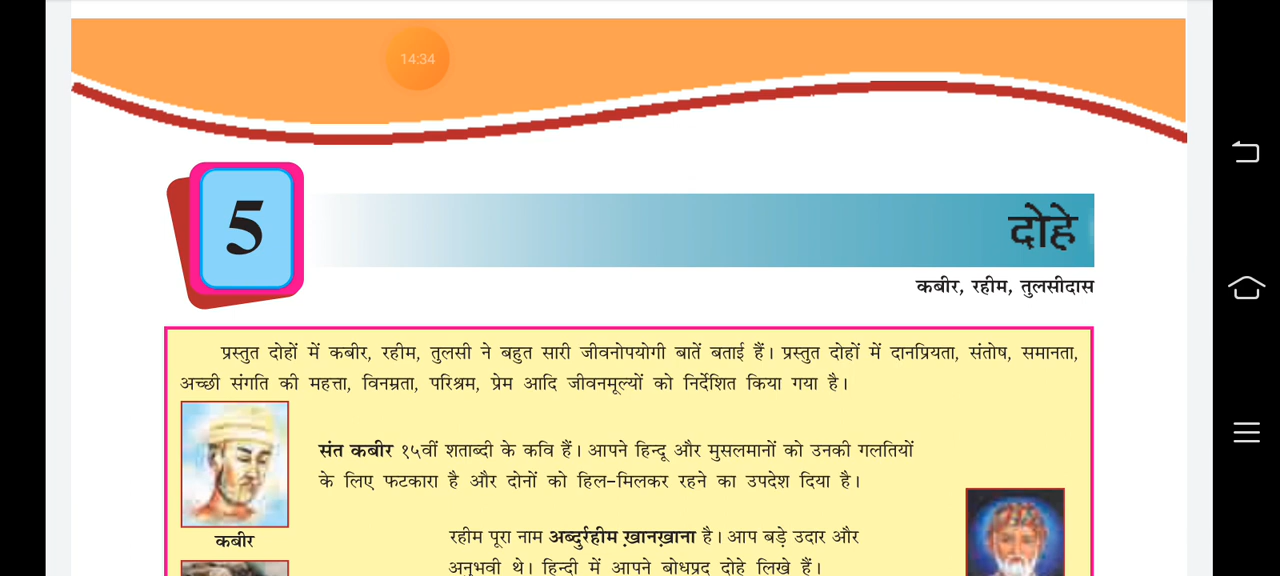 14:34
5
दोहे
कबीर, रहीम, तुलसीदास
प्रस्तुत दोहों में कबीर, रहीम, तुलसी ने बहुत सारी जीवनोपयोगी बातें बताई हैं। प्रस्तुत दोहों में दानप्रियता, संतोष, समानता,
अच्छी संगति की महत्ता, विनम्रता, परिश्रम, प्रेम आदि जीवनमूल्यों को निर्देशित किया गया है।
संत कबीर १५वीं शताब्दी के कवि हैं। आपने हिन्दू और मुसलमानों को उनकी गलतियों
के लिए फटकारा है और दोनों को हिल-मिलकर रहने का उपदेश दिया है।
कबीर
रहीम पूरा नाम अब्दुर्रहीम ख़ानख़ाना है। आप बड़े उदार और
अनुभवी थे। हिन्दी में आपने बोधप्रद दोहे लिखे हैं।